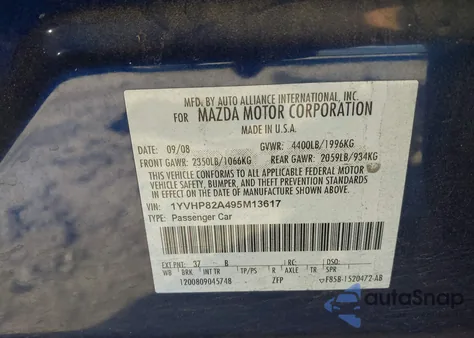 MFD. BY AUTO ALLIANCE INTERNATIONAL, INC.
FOR MAZDA MOTOR CORPORATION
MADE IN U.S.A.
DATE: 09/08 GVWR: 4400LB/1996KG
FRONT GAWR: 2350LB/1066KG REAR GAWR: 2059LB/934KG
THIS VEHICLE CONFORMS TO ALL APPLICABLE FEDERAL MOTOR
VEHICLE SAFETY, BUMPER, AND THEFT PREVENTION STANDARDS
IN EFFECT ON THE DATE OF MANUFACTURE SHOWN ABOVE.
VIN: 1YVHP82A495M13617
TYPE: Passenger Car
EXT PNT: 37 B RC: DSO:
WB BRK INT TR TP/PS R AXLE TR SPR
1200809045748 ZFP F85B-1520472-AB
autoSnap